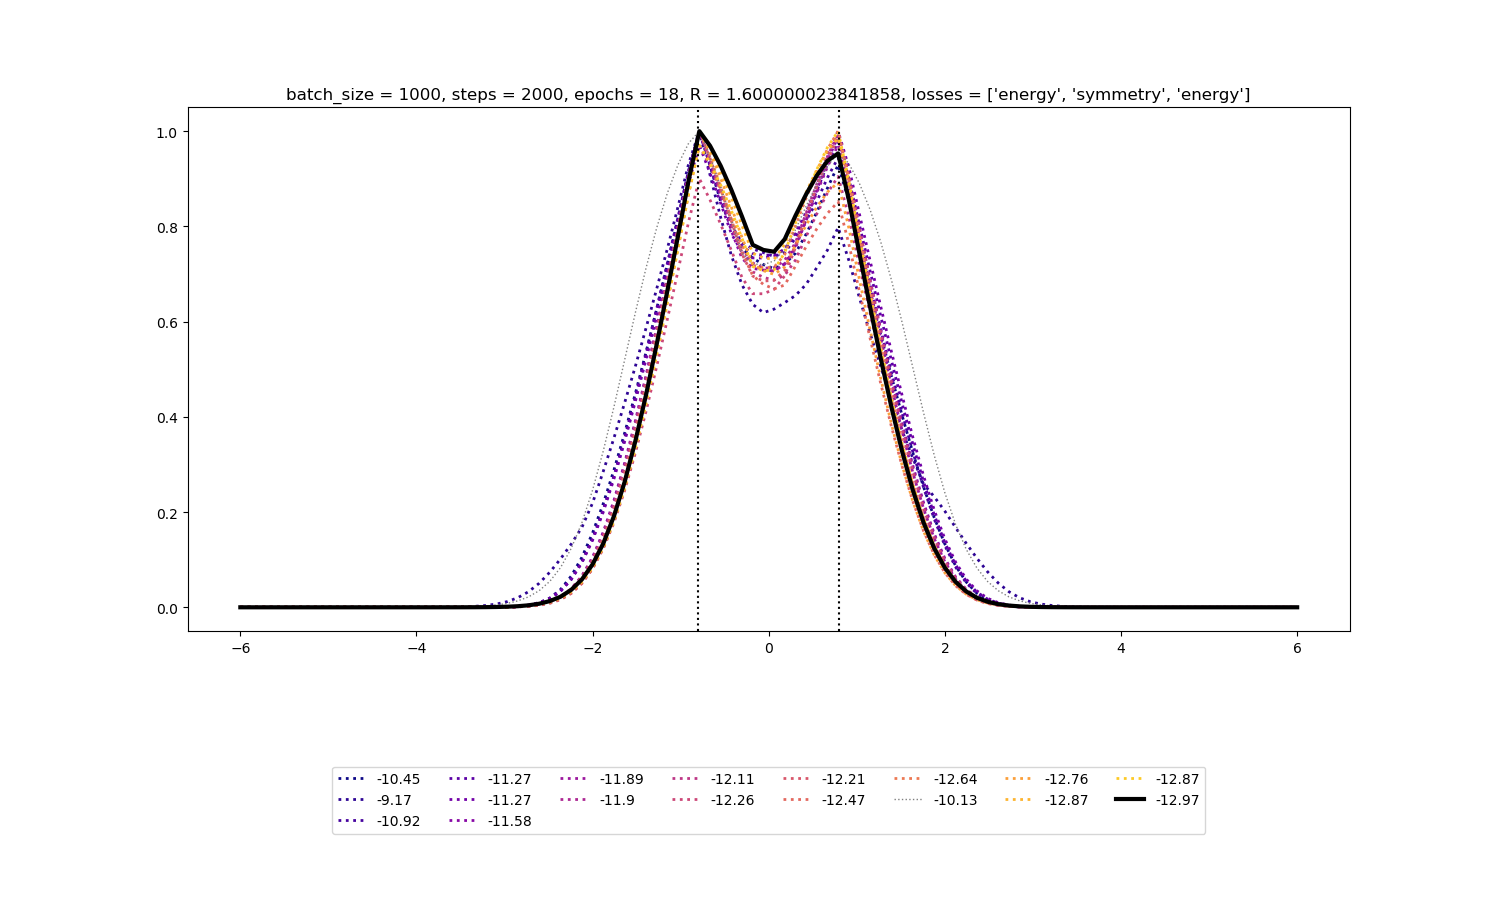 batch_size = 1000, steps = 2000, epochs = 18, R = 1.600000023841858, losses = ['energy', 'symmetry', 'energy']
1.0
0.8
0.6
0.4
0.2
0.0
−6 −4 −2 0 2 4 6
-10.45 -11.27 -11.89 -12.11 -12.21 -12.64 -12.76 -12.87
-9.17 -11.27 -11.9 -12.26 -12.47 -10.13 -12.87 -12.97
-10.92 -11.58